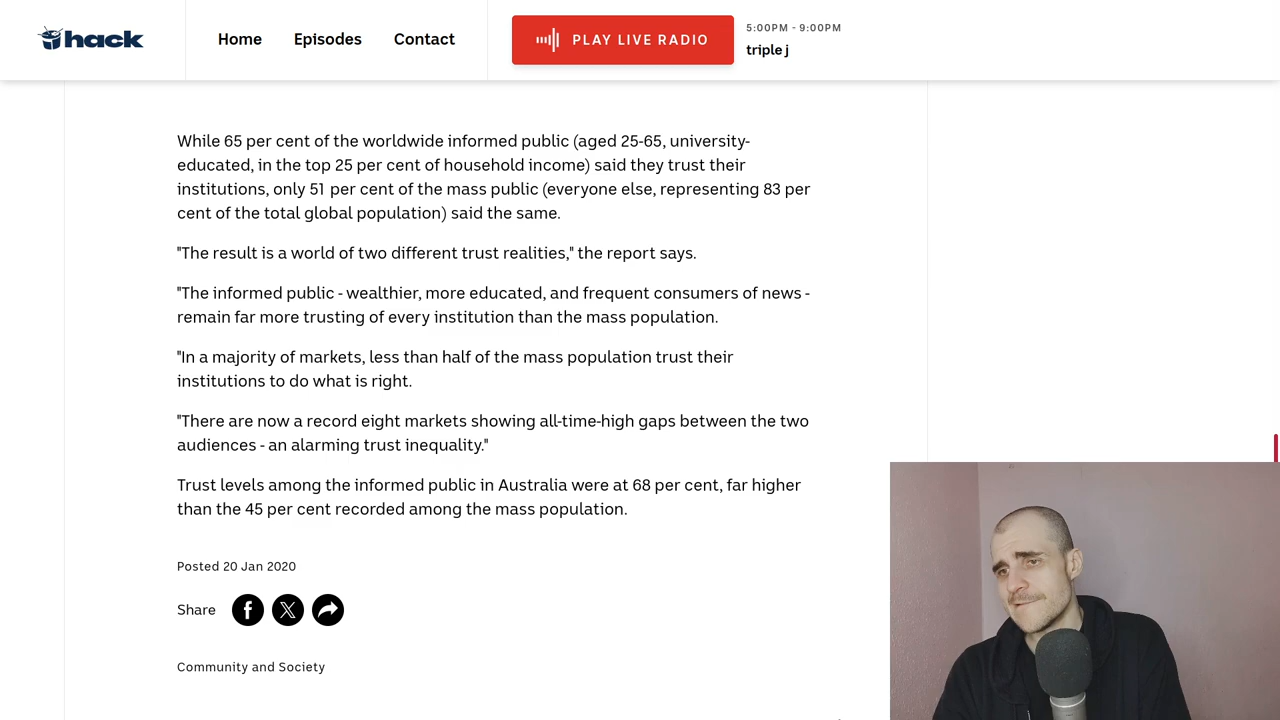 hack
Home
Episodes
Contact
PLAY LIVE RADIO
5:00PM - 9:00PM
triple j
While 65 per cent of the worldwide informed public (aged 25-65, university-
educated, in the top 25 per cent of household income) said they trust their
institutions, only 51 per cent of the mass public (everyone else, representing 83 per
cent of the total global population) said the same.
"The result is a world of two different trust realities," the report says.
"The informed public - wealthier, more educated, and frequent consumers of news -
remain far more trusting of every institution than the mass population.
"In a majority of markets, less than half of the mass population trust their
institutions to do what is right.
"There are now a record eight markets showing all-time-high gaps between the two
audiences - an alarming trust inequality."
Trust levels among the informed public in Australia were at 68 per cent, far higher
than the 45 per cent recorded among the mass population.
Posted 20 Jan 2020
Share
Community and Society